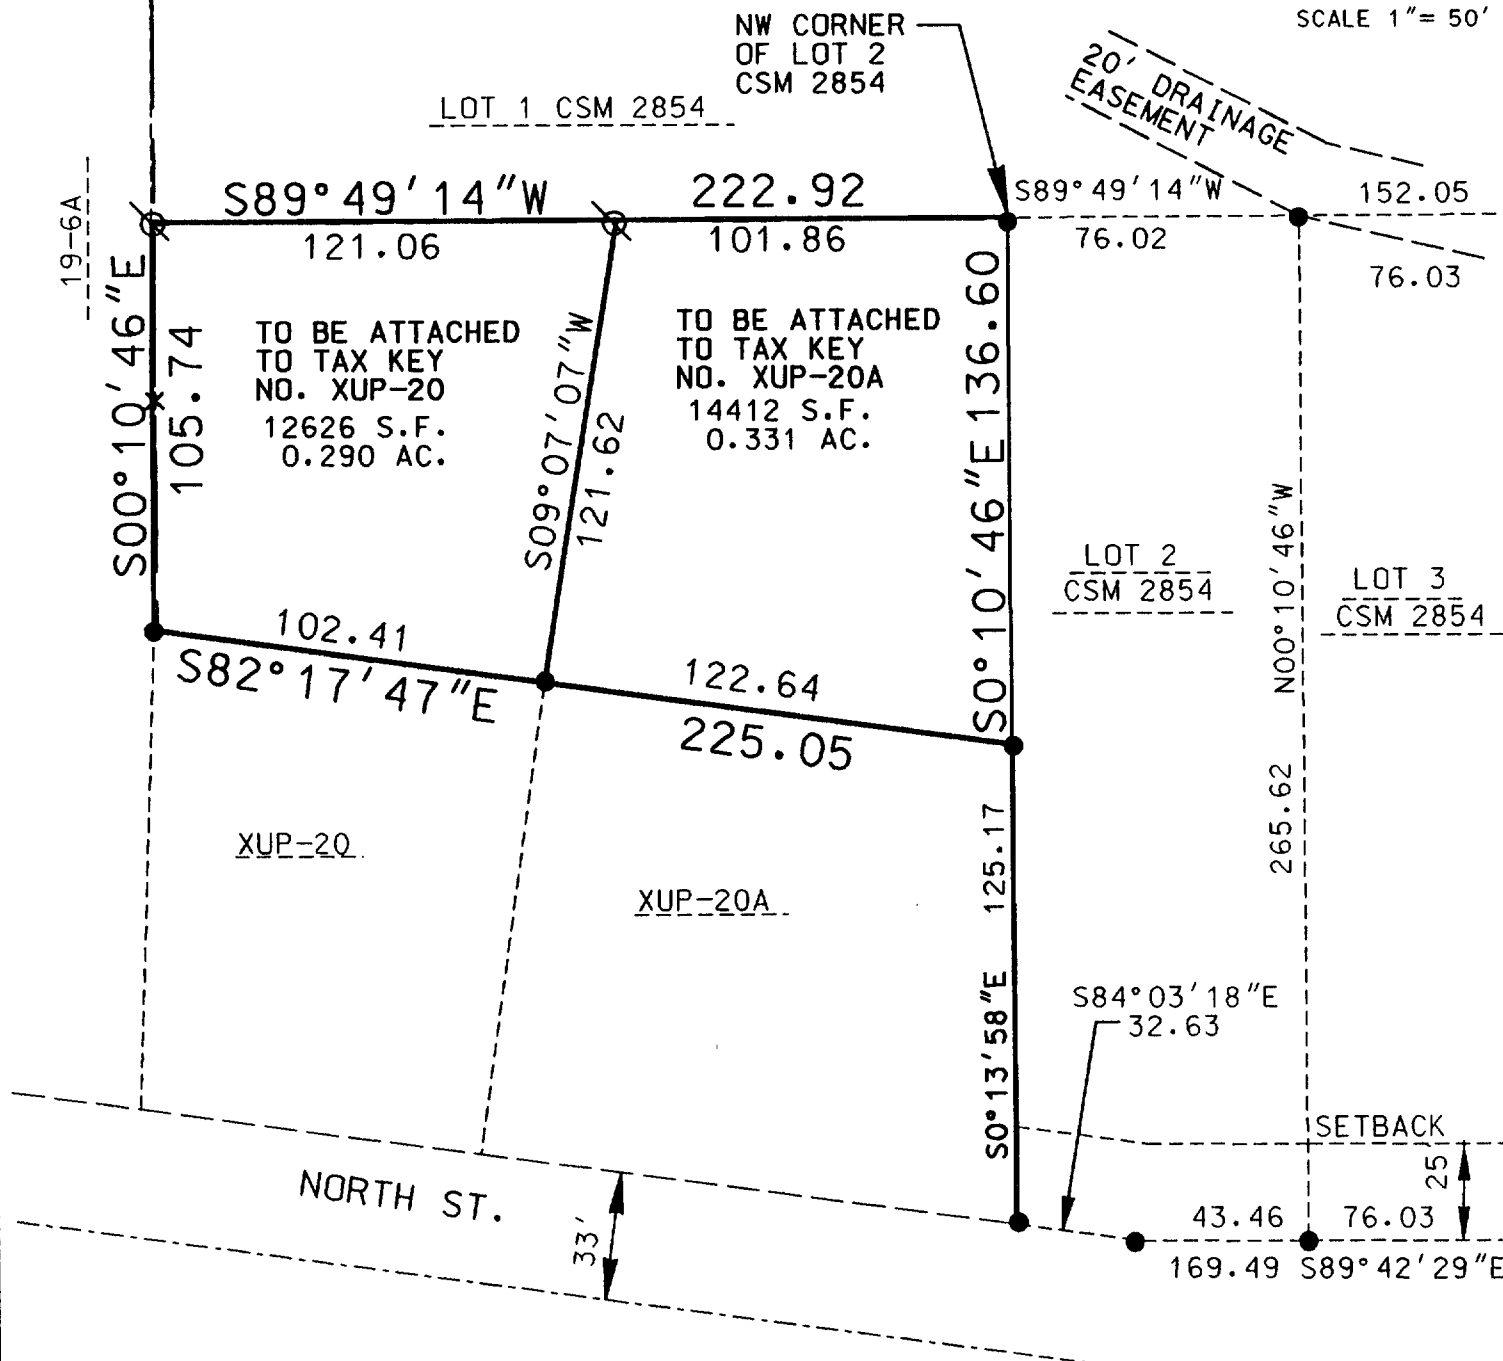 SCALE 1"= 50'
NW CORNER
OF LOT 2
CSM 2854
20' DRAINAGE
EASEMENT
LOT 1 CSM 2854
19-6A
S89°49'14"W
222.92
S89°49'14"W
152.05
121.06
101.86
76.02
76.03
S00°10'46"E
105.74
TO BE ATTACHED
TO TAX KEY
NO. XUP-20
12626 S.F.
0.290 AC.
S09°07'07"W
121.62
TO BE ATTACHED
TO TAX KEY
NO. XUP-20A
14412 S.F.
0.331 AC.
S0°10'46"E 136.60
LOT 2
CSM 2854
N00°10'46"W
265.62
LOT 3
CSM 2854
102.41
S82°17'47"E
122.64
225.05
XUP-20
XUP-20A
125.17
S0°13'58"E
S84°03'18"E
32.63
SETBACK
25
NORTH ST.
33'
43.46
76.03
169.49 S89°42'29"E